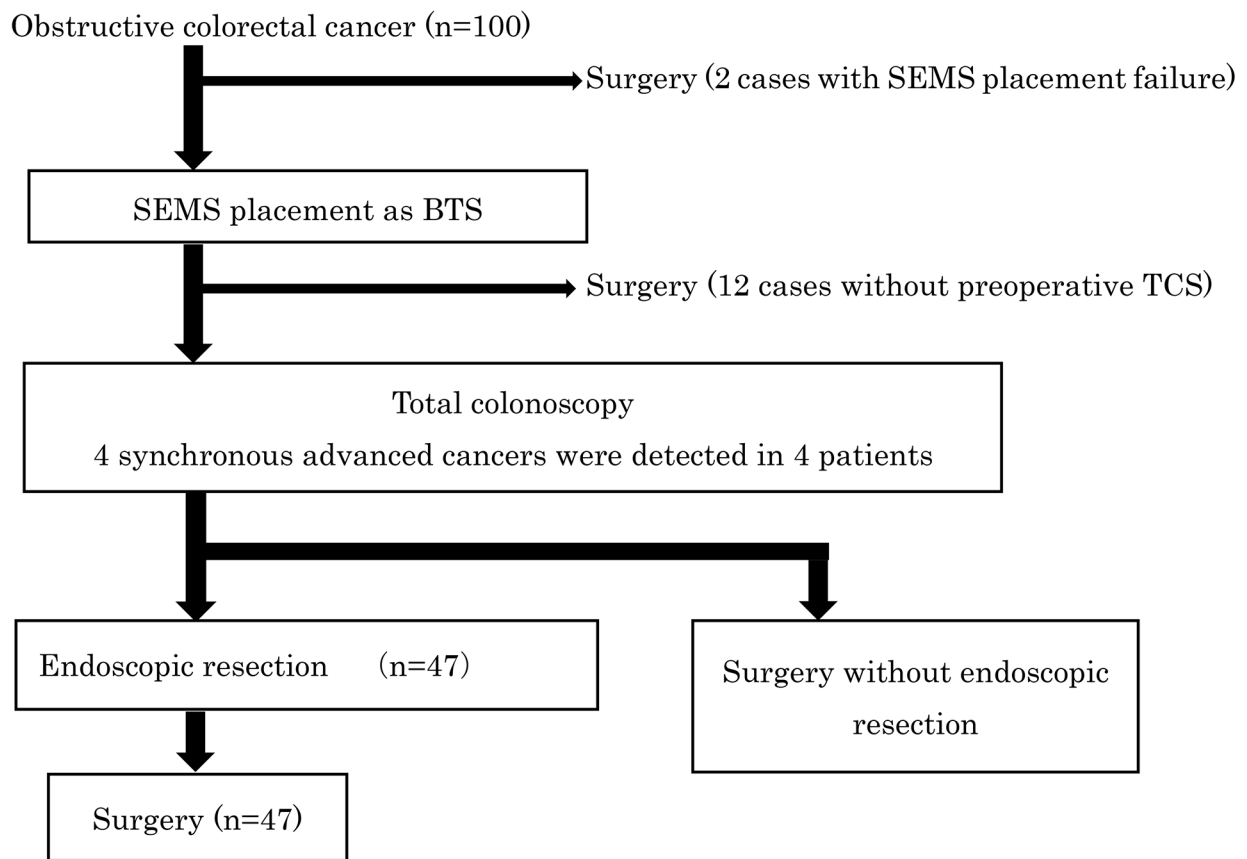 Obstructive colorectal cancer (n=100)
Surgery (2 cases with SEMS placement failure)
SEMS placement as BTS
Surgery (12 cases without preoperative TCS)
Total colonoscopy
4 synchronous advanced cancers were detected in 4 patients
Endoscopic resection (n=47)
Surgery without endoscopic
resection
Surgery (n=47)